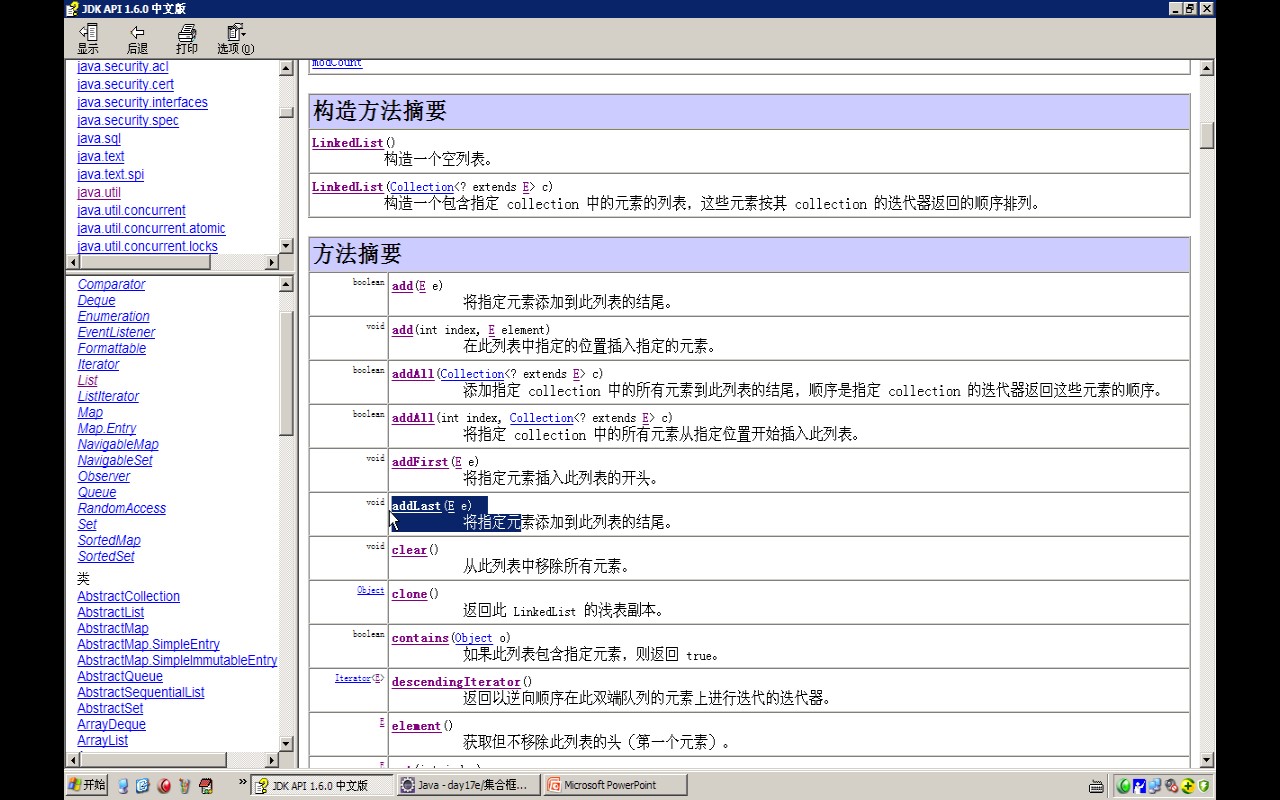 JDK API 1.6.0 中文版
显示 后退 打印 选项(O)
java.security.acl
java.security.cert
java.security.interfaces
java.security.spec
java.sql
java.text
java.text.spi
java.util
java.util.concurrent
java.util.concurrent.atomic
java.util.concurrent.locks
Comparator
Deque
Enumeration
EventListener
Formattable
Iterator
List
ListIterator
Map
Map.Entry
NavigableMap
NavigableSet
Observer
Queue
RandomAccess
Set
SortedMap
SortedSet
类
AbstractCollection
AbstractList
AbstractMap
AbstractMap.SimpleEntry
AbstractMap.SimpleImmutableEntry
AbstractQueue
AbstractSequentialList
AbstractSet
ArrayDeque
ArrayList
modCount
构造方法摘要
LinkedList()
构造一个空列表。
LinkedList(Collection<? extends E> c)
构造一个包含指定 collection 中的元素的列表，这些元素按其 collection 的迭代器返回的顺序排列。
方法摘要
boolean add(E e)
将指定元素添加到此列表的结尾。
void add(int index, E element)
在此列表中指定的位置插入指定的元素。
boolean addAll(Collection<? extends E> c)
添加指定 collection 中的所有元素到此列表的结尾，顺序是指定 collection 的迭代器返回这些元素的顺序。
boolean addAll(int index, Collection<? extends E> c)
将指定 collection 中的所有元素从指定位置开始插入此列表。
void addFirst(E e)
将指定元素插入此列表的开头。
void addLast(E e)
将指定元素添加到此列表的结尾。
void clear()
从此列表中移除所有元素。
Object clone()
返回此 LinkedList 的浅表副本。
boolean contains(Object o)
如果此列表包含指定元素，则返回 true。
Iterator<E> descendingIterator()
返回以逆向顺序在此双端队列的元素上进行迭代的迭代器。
E element()
获取但不移除此列表的头（第一个元素）。
开始 » JDK API 1.6.0 中文版 Java - day17e/集合框... Microsoft PowerPoint